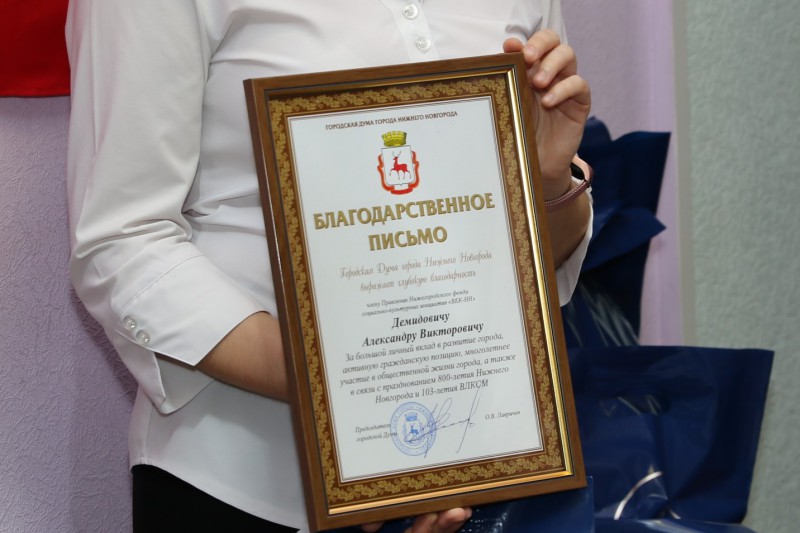 ГОРОДСКАЯ ДУМА ГОРОДА НИЖНЕГО НОВГОРОДА
БЛАГОДАРСТВЕННОЕ
ПИСЬМО
Городская Дума города Нижнего Новгорода
выражает глубокую благодарность
члену Правления Нижегородского фонда
социально-культурных инициатив «ВЕК-НН»
Демидовичу
Александру Викторовичу
За большой личный вклад в развитие города,
активную гражданскую позицию, многолетнее
участие в общественной жизни города, а также
в связи с празднованием 800-летия Нижнего
Новгорода и 103-летия ВЛКСМ
Председатель
городской Думы
О.В. Лавричев